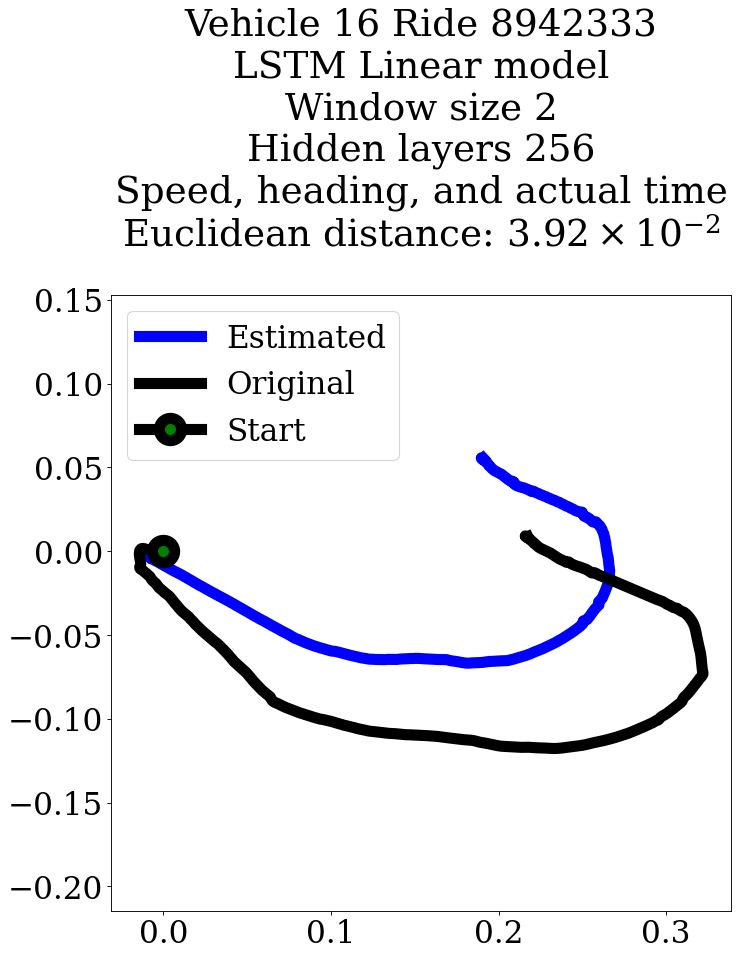 Vehicle 16 Ride 8942333
LSTM Linear model
Window size 2
Hidden layers 256
Speed, heading, and actual time
Euclidean distance: 3.92 × 10⁻²
0.15
0.10
0.05
0.00
−0.05
−0.10
−0.15
−0.20
Estimated
Original
Start
0.0 0.1 0.2 0.3